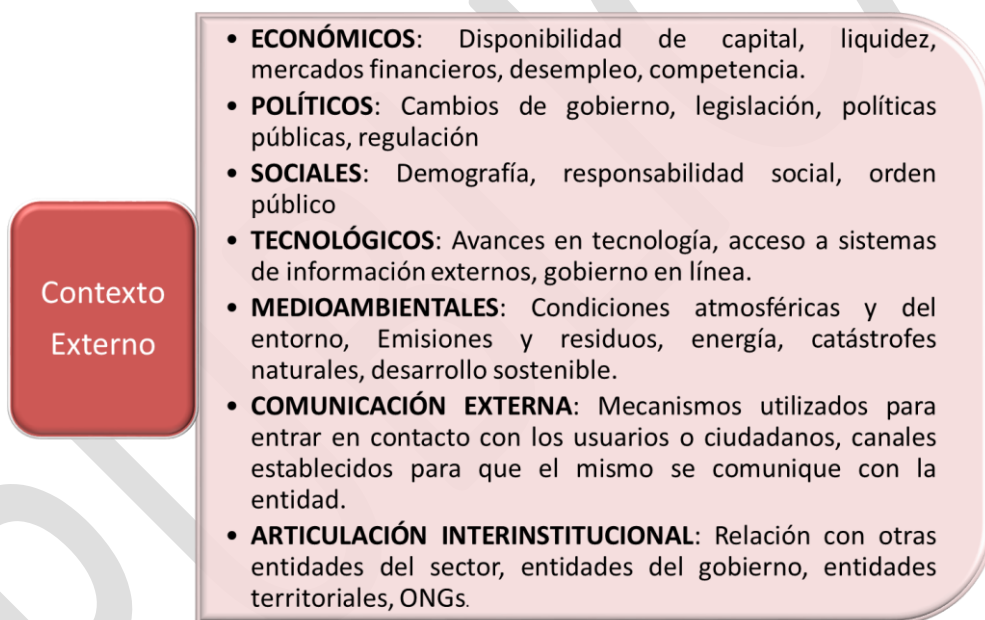 • ECONÓMICOS: Disponibilidad de capital, liquidez,
mercados financieros, desempleo, competencia.
• POLÍTICOS: Cambios de gobierno, legislación, políticas
públicas, regulación
• SOCIALES: Demografía, responsabilidad social, orden
público
• TECNOLÓGICOS: Avances en tecnología, acceso a sistemas
de información externos, gobierno en línea.
• MEDIOAMBIENTALES: Condiciones atmosféricas y del
entorno, Emisiones y residuos, energía, catástrofes
naturales, desarrollo sostenible.
• COMUNICACIÓN EXTERNA: Mecanismos utilizados para
entrar en contacto con los usuarios o ciudadanos, canales
establecidos para que el mismo se comunique con la
entidad.
• ARTICULACIÓN INTERINSTITUCIONAL: Relación con otras
entidades del sector, entidades del gobierno, entidades
territoriales, ONGs.
Contexto
Externo